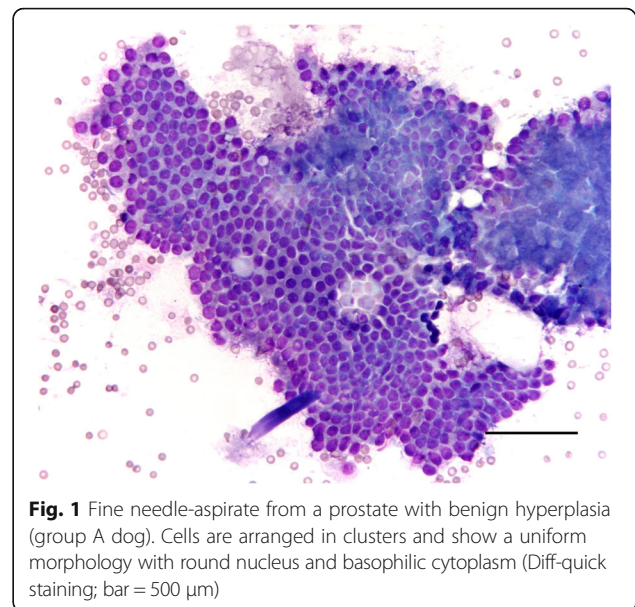 Fig. 1 Fine needle-aspirate from a prostate with benign hyperplasia
(group A dog). Cells are arranged in clusters and show a uniform
morphology with round nucleus and basophilic cytoplasm (Diff-quick
staining; bar = 500 μm)